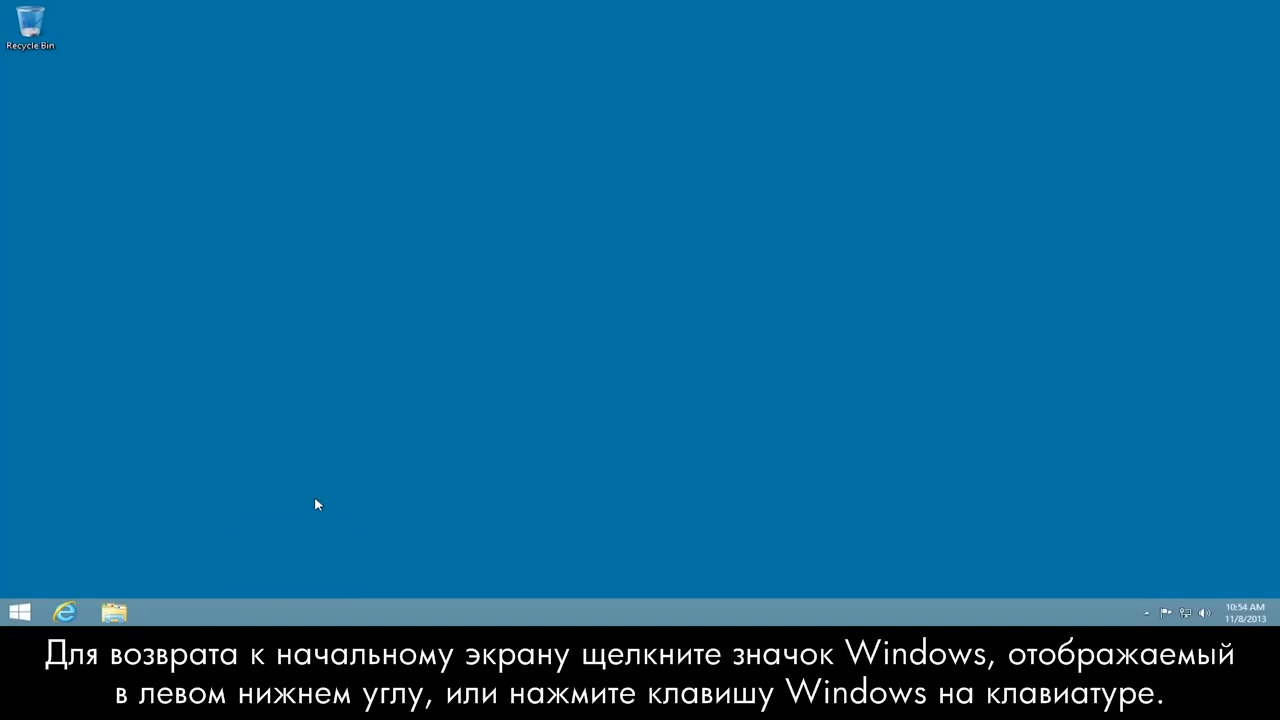 Recycle Bin
10:54 AM
11/8/2013
Для возврата к начальному экрану щелкните значок Windows, отображаемый
в левом нижнем углу, или нажмите клавишу Windows на клавиатуре.